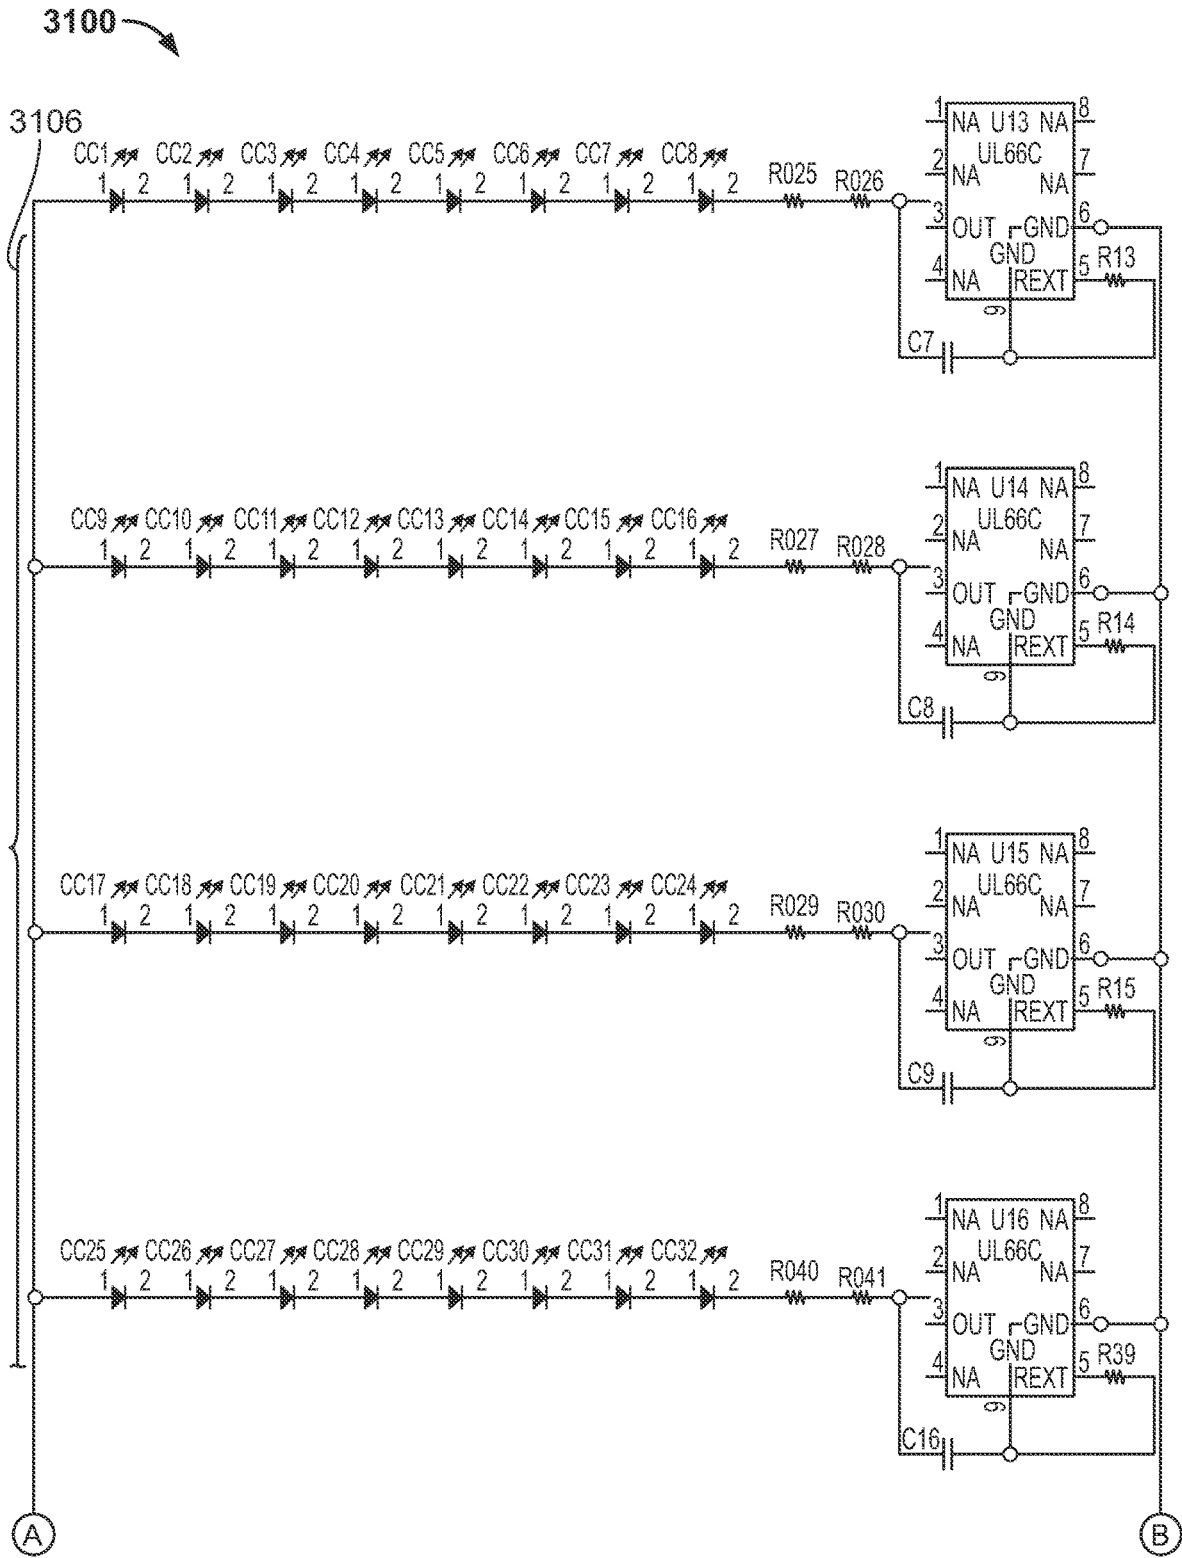 3100
3106
CC1 CC2 CC3 CC4 CC5 CC6 CC7 CC8 R025 R026
1 2 1 2 1 2 1 2 1 2 1 2 1 2 1 2
1 NA U13 NA 8
UL66C
2 NA NA 7
3 OUT GND 6
GND
4 NA REXT 5 R13
9
C7
CC9 CC10 CC11 CC12 CC13 CC14 CC15 CC16 R027 R028
1 2 1 2 1 2 1 2 1 2 1 2 1 2 1 2
1 NA U14 NA 8
UL66C
2 NA NA 7
3 OUT GND 6
GND
4 NA REXT 5 R14
9
C8
CC17 CC18 CC19 CC20 CC21 CC22 CC23 CC24 R029 R030
1 2 1 2 1 2 1 2 1 2 1 2 1 2 1 2
1 NA U15 NA 8
UL66C
2 NA NA 7
3 OUT GND 6
GND
4 NA REXT 5 R15
9
C9
CC25 CC26 CC27 CC28 CC29 CC30 CC31 CC32 R040 R041
1 2 1 2 1 2 1 2 1 2 1 2 1 2 1 2
1 NA U16 NA 8
UL66C
2 NA NA 7
3 OUT GND 6
GND
4 NA REXT 5 R39
9
C16
A B